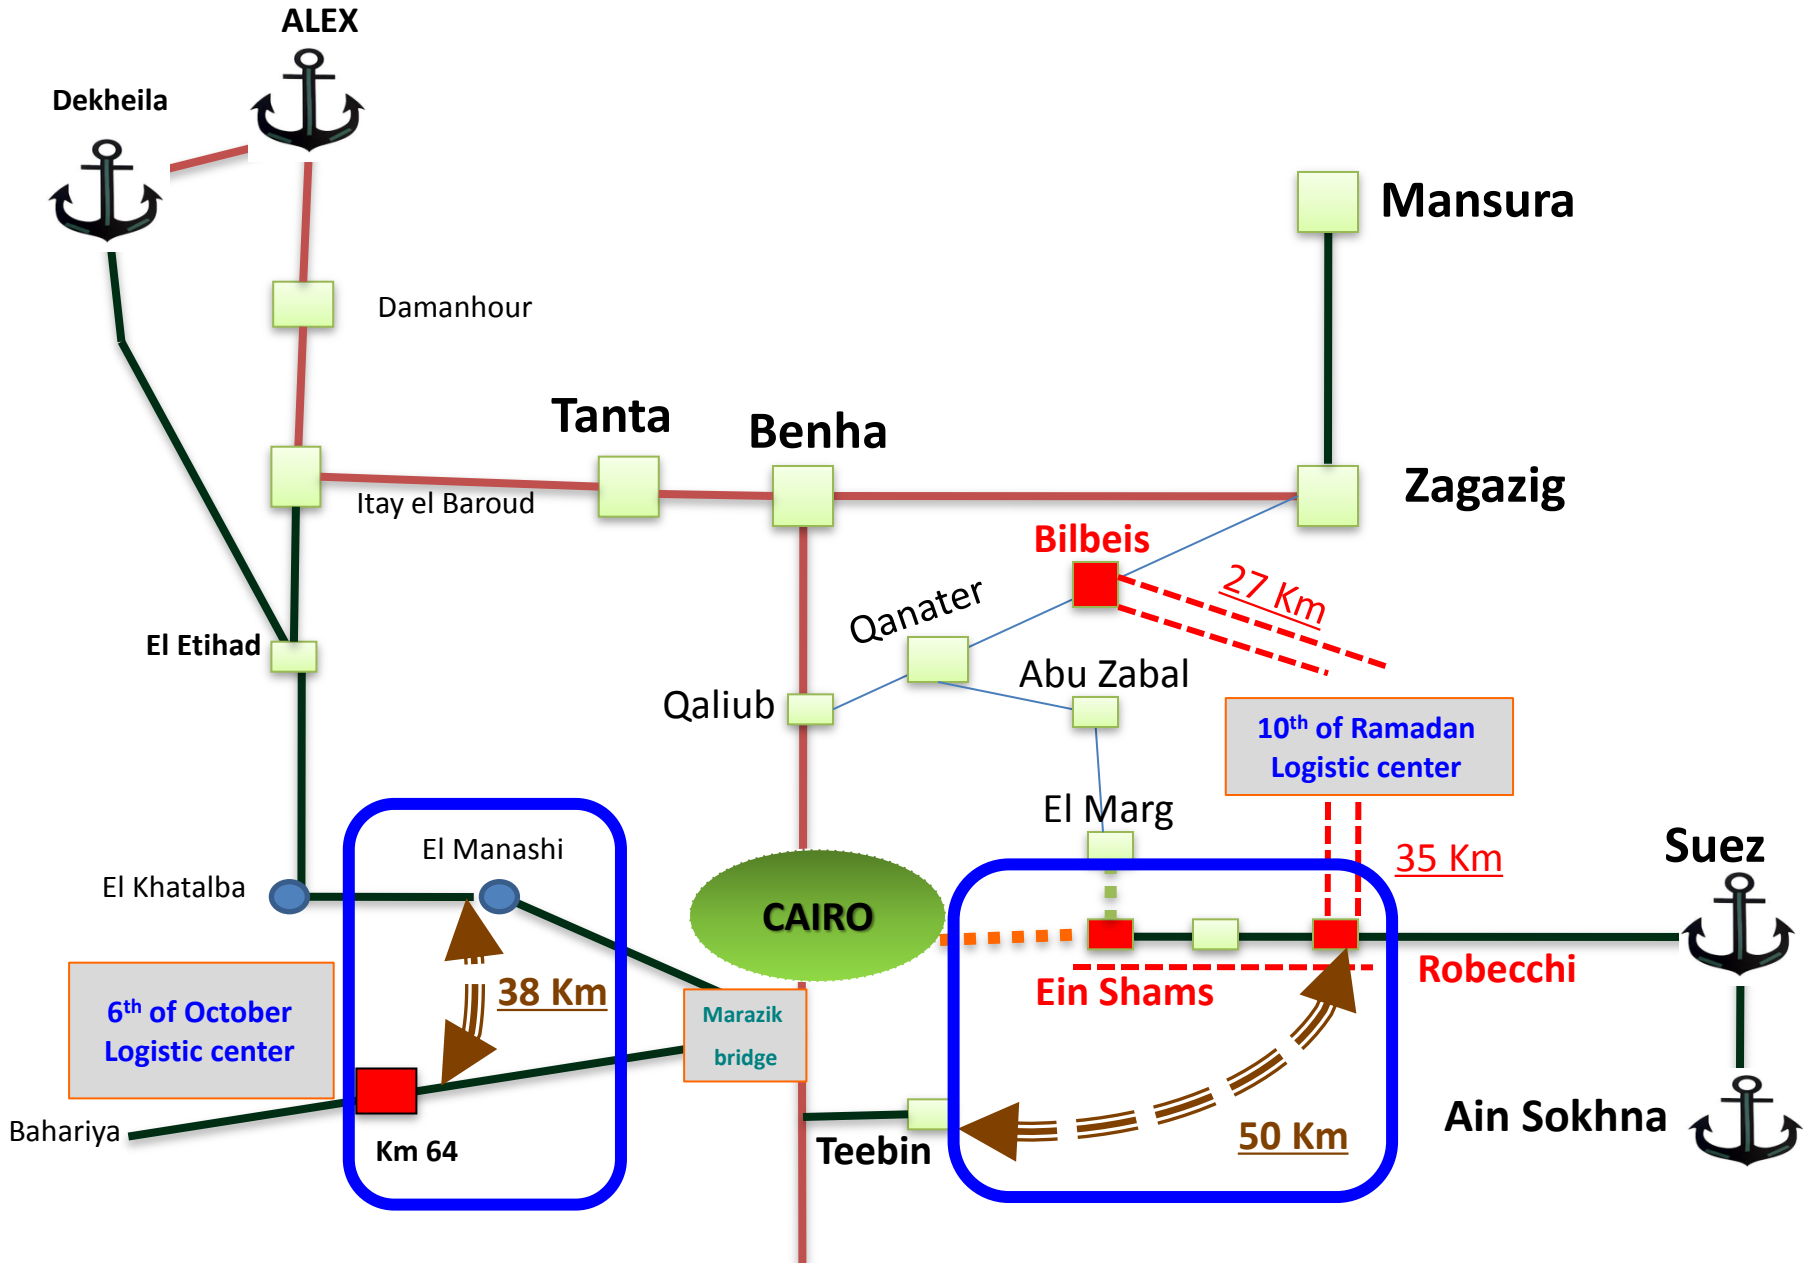 ALEX
Dekheila
Mansura
Damanhour
Tanta
Benha
Zagazig
Itay el Baroud
Bilbeis
27 Km
Qanater
El Etihad
Abu Zabal
Qaliub
10th of Ramadan
Logistic center
El Marg
El Manashi
35 Km
Suez
El Khatalba
CAIRO
Robecchi
Ein Shams
38 Km
6th of October
Logistic center
Marazik
bridge
Bahariya
Km 64
Teebin
50 Km
Ain Sokhna